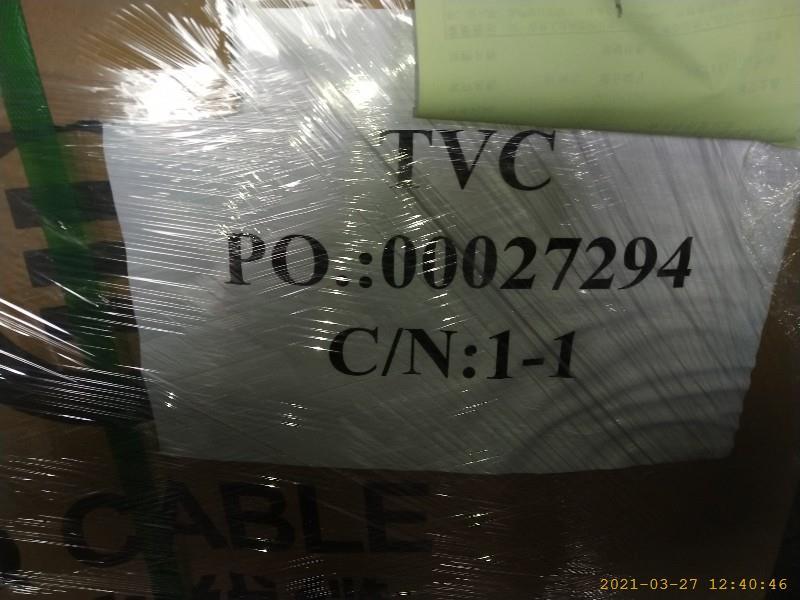 TVC
PO.:00027294
C/N:1-1
CABLE
2021-03-27 12:40:46